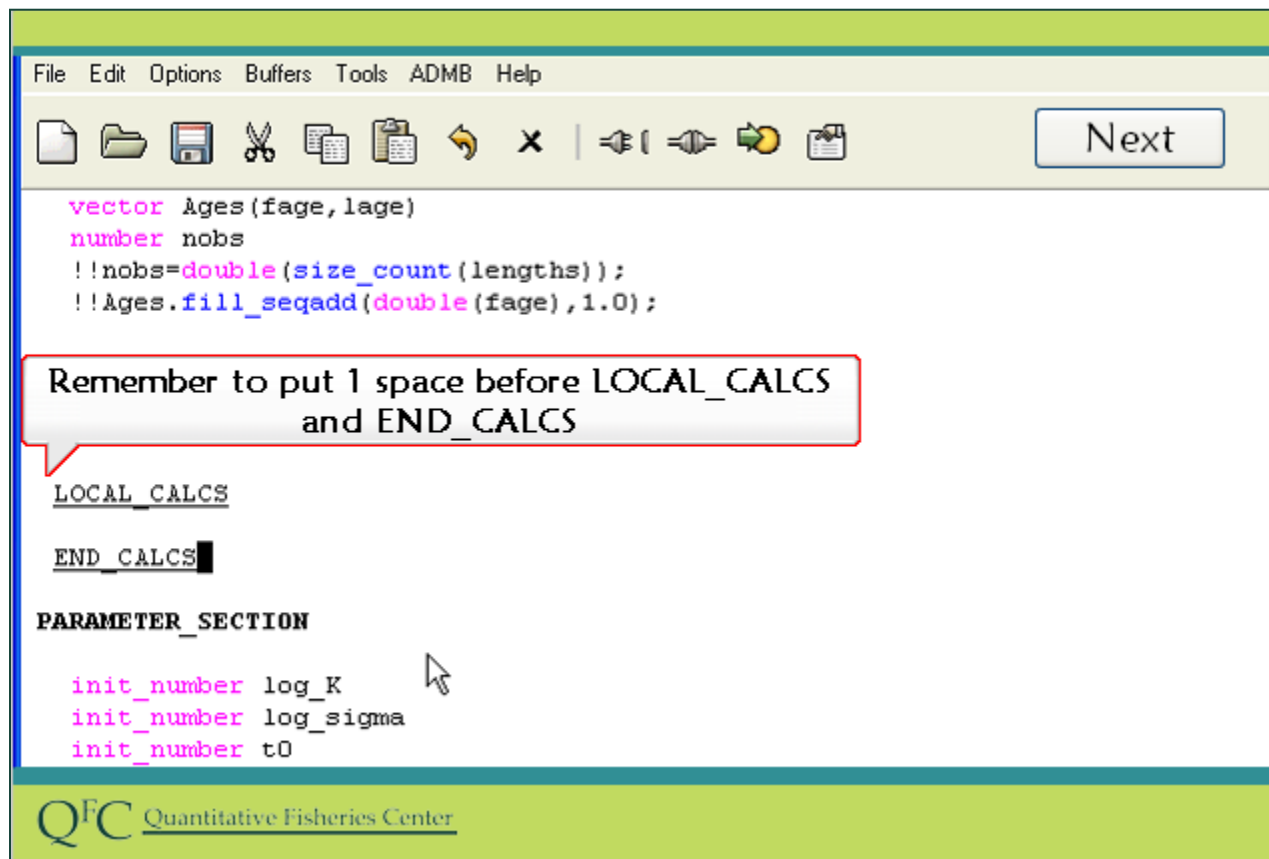 File Edit Options Buffers Tools ADMB Help
Next
vector Ages(fage,lage)
number nobs
!!nobs=double(size_count(lengths));
!!Ages.fill_seqadd(double(fage),1.0);
Remember to put 1 space before LOCAL_CALCS
and END_CALCS
LOCAL_CALCS
END_CALCS
PARAMETER_SECTION
init_number log_K
init_number log_sigma
init_number t0
QFC Quantitative Fisheries Center